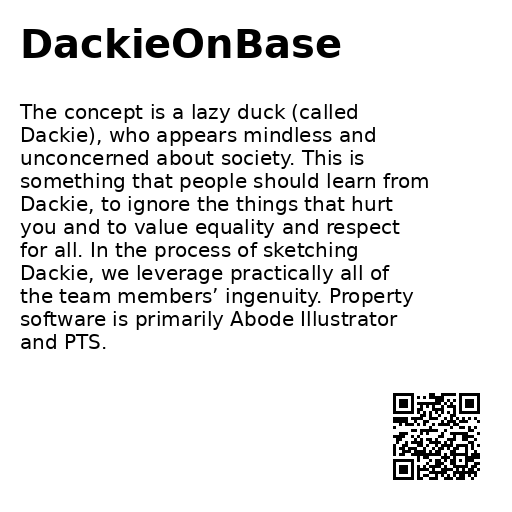 DackieOnBase
The concept is a lazy duck (called
Dackie), who appears mindless and
unconcerned about society. This is
something that people should learn from
Dackie, to ignore the things that hurt
you and to value equality and respect
for all. In the process of sketching
Dackie, we leverage practically all of
the team members’ ingenuity. Property
software is primarily Abode Illustrator
and PTS.